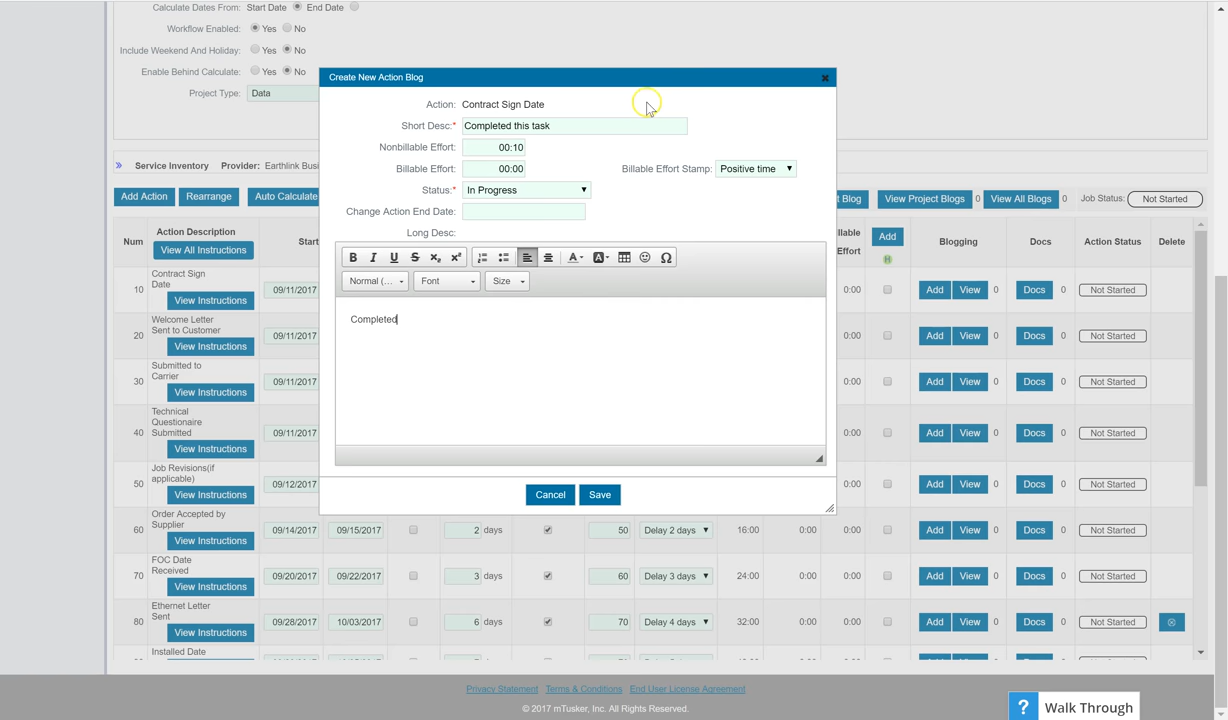 Calculate Dates From: Start Date End Date
Workflow Enabled: Yes No
Include Weekend And Holiday: Yes No
Enable Behind Calculate: Yes No
Project Type: Data
Create New Action Blog
Action: Contract Sign Date
Short Desc:* Completed this task
Nonbillable Effort: 00:10
Billable Effort: 00:00 Billable Effort Stamp: Positive time
Status:* In Progress
Change Action End Date:
Long Desc:
Normal (... Font Size
Completed
Cancel Save
» Service Inventory Provider: Earthlink Busi
Add Action Rearrange Auto Calculate Blog View Project Blogs 0 View All Blogs 0 Job Status: Not Started
Num Action Description View All Instructions Start Effort Add H Blogging Docs Action Status Delete
10 Contract Sign Date View Instructions 09/11/2017 0:00 Add View 0 Docs 0 Not Started
20 Welcome Letter Sent to Customer View Instructions 09/11/2017 0:00 Add View 0 Docs 0 Not Started
30 Submitted to Carrier View Instructions 09/11/2017 0:00 Add View 0 Docs 0 Not Started
40 Technical Questionaire Submitted View Instructions 09/11/2017 0:00 Add View 0 Docs 0 Not Started
50 Job Revisions(if applicable) View Instructions 09/12/2017 0:00 Add View 0 Docs 0 Not Started
60 Order Accepted by Supplier View Instructions 09/14/2017 09/15/2017 2 days 50 Delay 2 days 16:00 0:00 0:00 Add View 0 Docs 0 Not Started
70 FOC Date Received View Instructions 09/20/2017 09/22/2017 3 days 60 Delay 3 days 24:00 0:00 0:00 Add View 0 Docs 0 Not Started
80 Ethernet Letter Sent View Instructions 09/28/2017 10/03/2017 6 days 70 Delay 4 days 32:00 0:00 0:00 Add View 0 Docs 0 Not Started
Installed Date
Privacy Statement Terms & Conditions End User License Agreement
© 2017 mTusker, Inc. All Rights Reserved.
? Walk Through